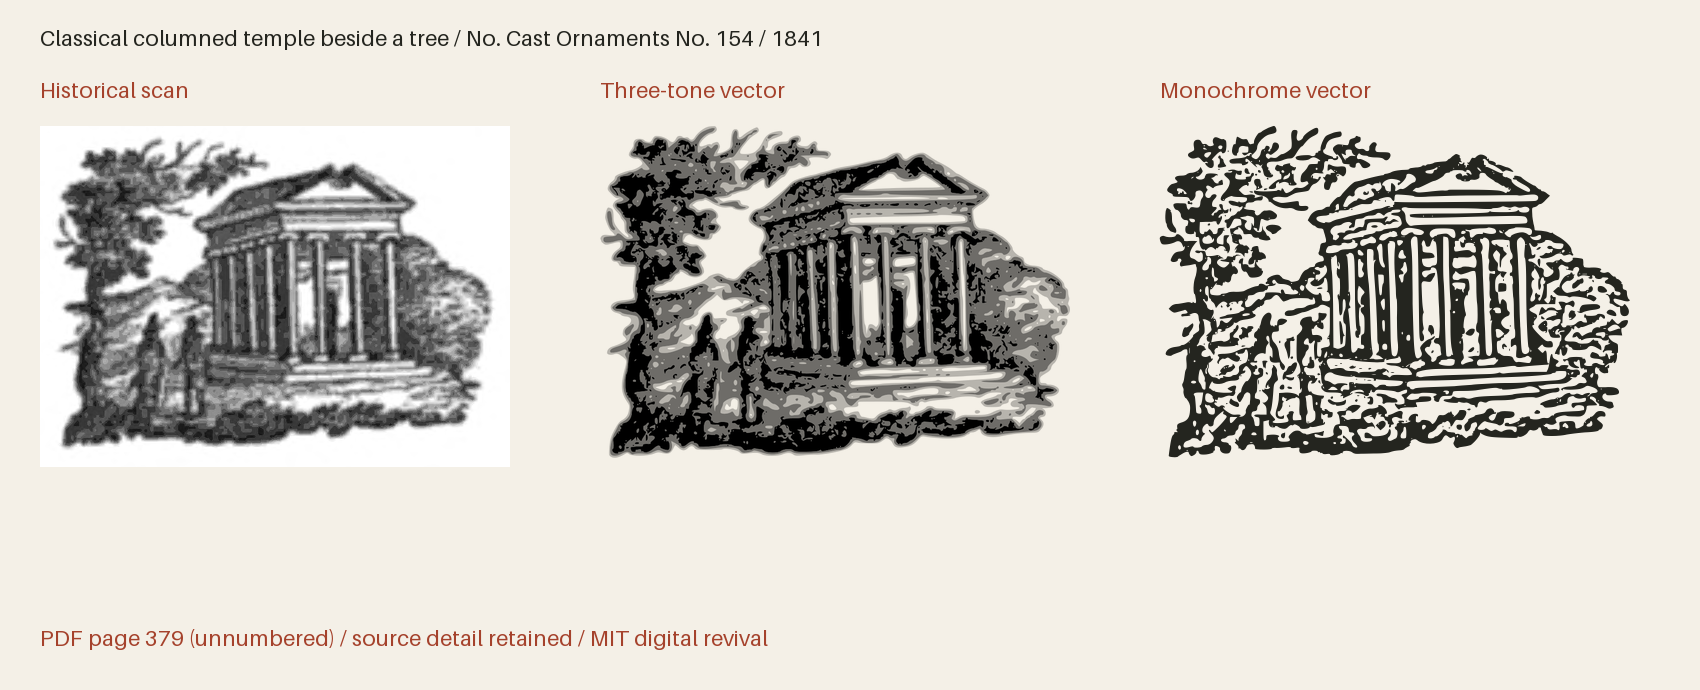 Classical columned temple beside a tree / No. Cast Ornaments No. 154 / 1841
Historical scan
Three-tone vector
Monochrome vector
PDF page 379 (unnumbered) / source detail retained / MIT digital revival